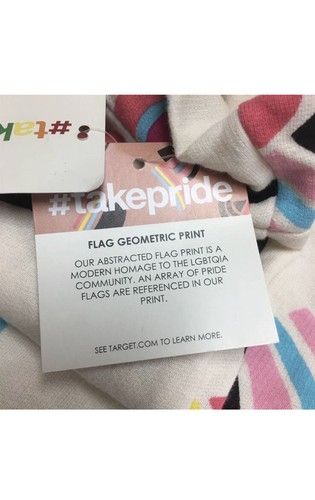 #tak
#takepride
FLAG GEOMETRIC PRINT
OUR ABSTRACTED FLAG PRINT IS A
MODERN HOMAGE TO THE LGBTQIA
COMMUNITY. AN ARRAY OF PRIDE
FLAGS ARE REFERENCED IN OUR
PRINT.
SEE TARGET.COM TO LEARN MORE.